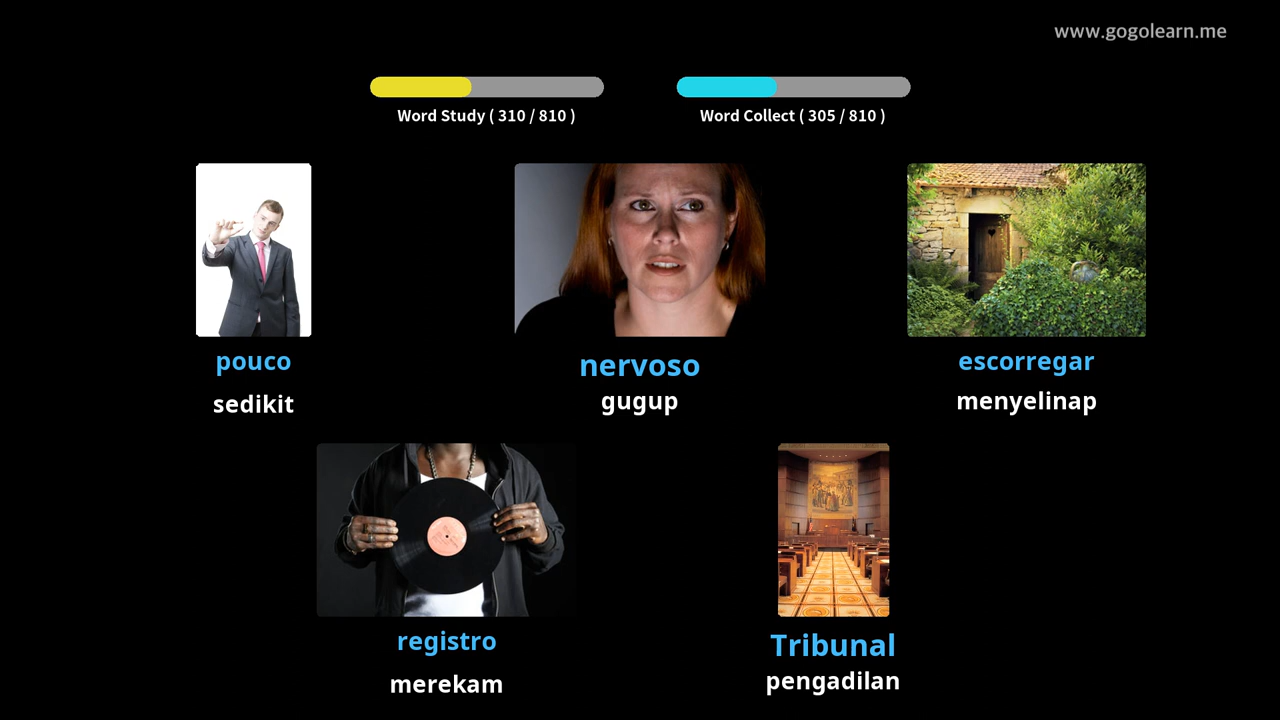 www.gogolearn.me
Word Study ( 310 / 810 )
Word Collect ( 305 / 810 )
pouco
sedikit
nervoso
gugup
escorregar
menyelinap
registro
merekam
Tribunal
pengadilan